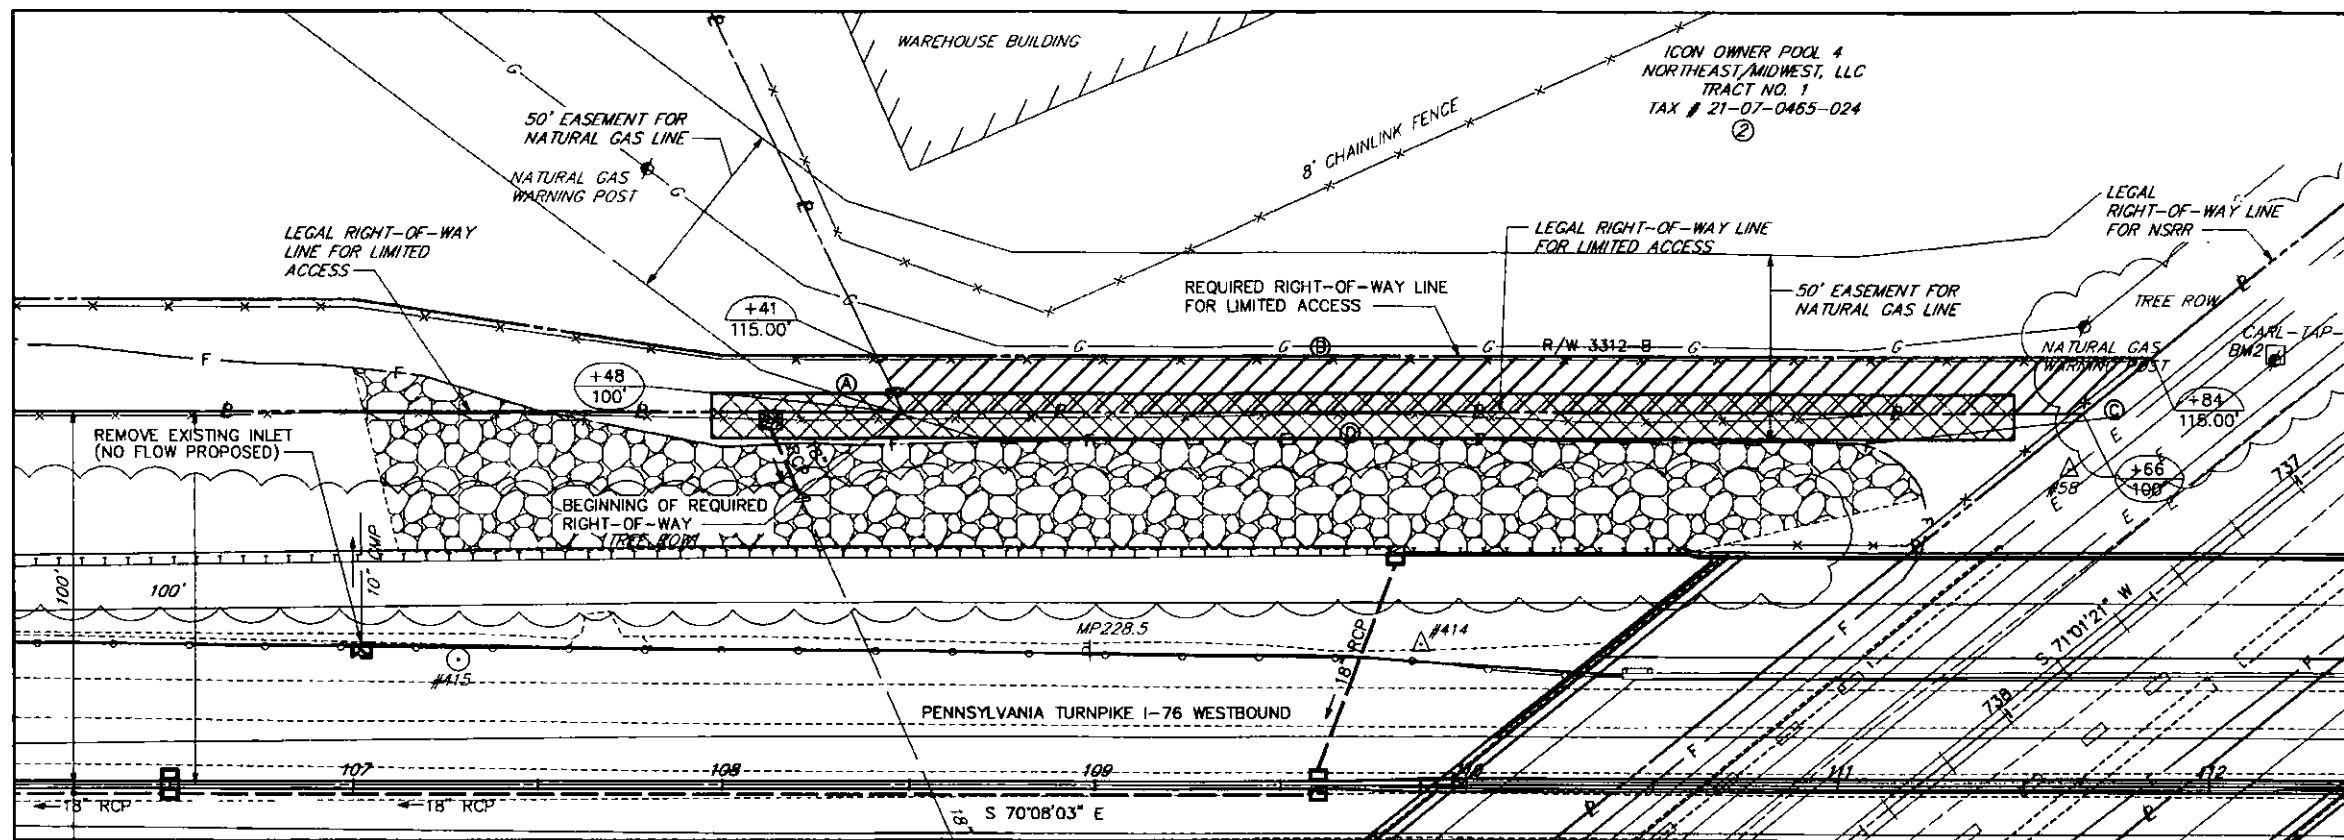 WAREHOUSE BUILDING
ICON OWNER POOL 4
NORTHEAST/MIDWEST, LLC
TRACT NO. 1
TAX # 21-07-0465-024
2
50' EASEMENT FOR
NATURAL GAS LINE
NATURAL GAS
WARNING POST
8' CHAINLINK FENCE
LEGAL RIGHT-OF-WAY
LINE FOR LIMITED
ACCESS
LEGAL RIGHT-OF-WAY LINE
FOR LIMITED ACCESS
LEGAL
RIGHT-OF-WAY LINE
FOR NSRR
REQUIRED RIGHT-OF-WAY LINE
FOR LIMITED ACCESS
50' EASEMENT FOR
NATURAL GAS LINE
TREE ROW
+41
115.00'
CARL-TAP-
BM2
R/W 3312-B
NATURAL GAS
WARNING POST
+48
100'
A
B
C
D
+84
115.00'
REMOVE EXISTING INLET
(NO FLOW PROPOSED)
18"
RCP
+66
100'
#58
737
BEGINNING OF REQUIRED
RIGHT-OF-WAY
(TREE ROW)
10" CMP
100'
100'
MP228.5
#414
#415
18" RCP
S 71°01'21" W
738
PENNSYLVANIA TURNPIKE I-76 WESTBOUND
107
108
109
110
111
112
18" RCP
18" RCP
S 70°08'03" E
18"